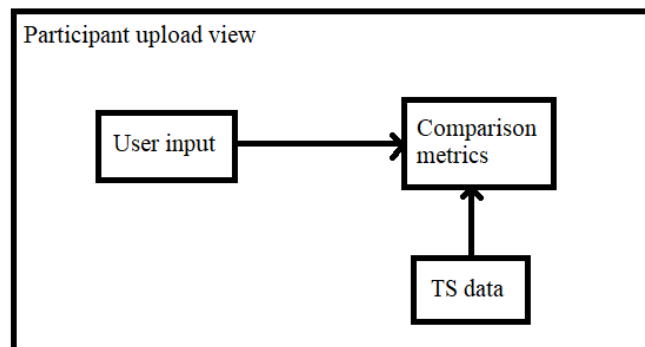 Participant upload view
User input
Comparison
metrics
TS data